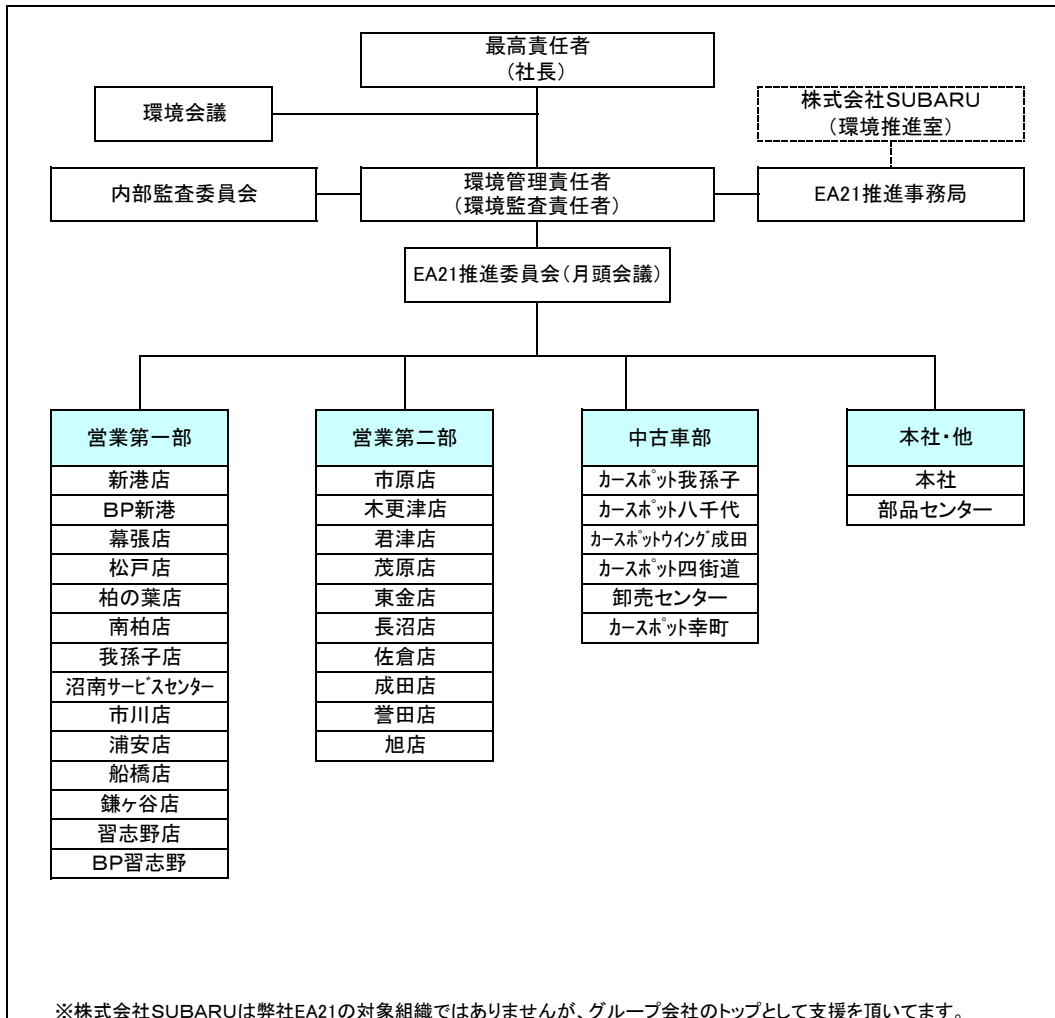 最高責任者
(社長)
環境会議
株式会社SUBARU
(環境推進室)
内部監査委員会
環境管理責任者
(環境監査責任者)
EA21推進事務局
EA21推進委員会(月頭会議)
営業第一部
新港店
BP新港
幕張店
松戸店
柏の葉店
南柏店
我孫子店
沼南サービスセンター
市川店
浦安店
船橋店
鎌ヶ谷店
習志野店
BP習志野
営業第二部
市原店
木更津店
君津店
茂原店
東金店
長沼店
佐倉店
成田店
誉田店
旭店
中古車部
カースポット我孫子
カースポット八千代
カースポットウイング成田
カースポット四街道
卸売センター
カースポット幸町
本社・他
本社
部品センター
※株式会社SUBARUは弊社EA21の対象組織ではありませんが、グループ会社のトップとして支援を頂いてます。